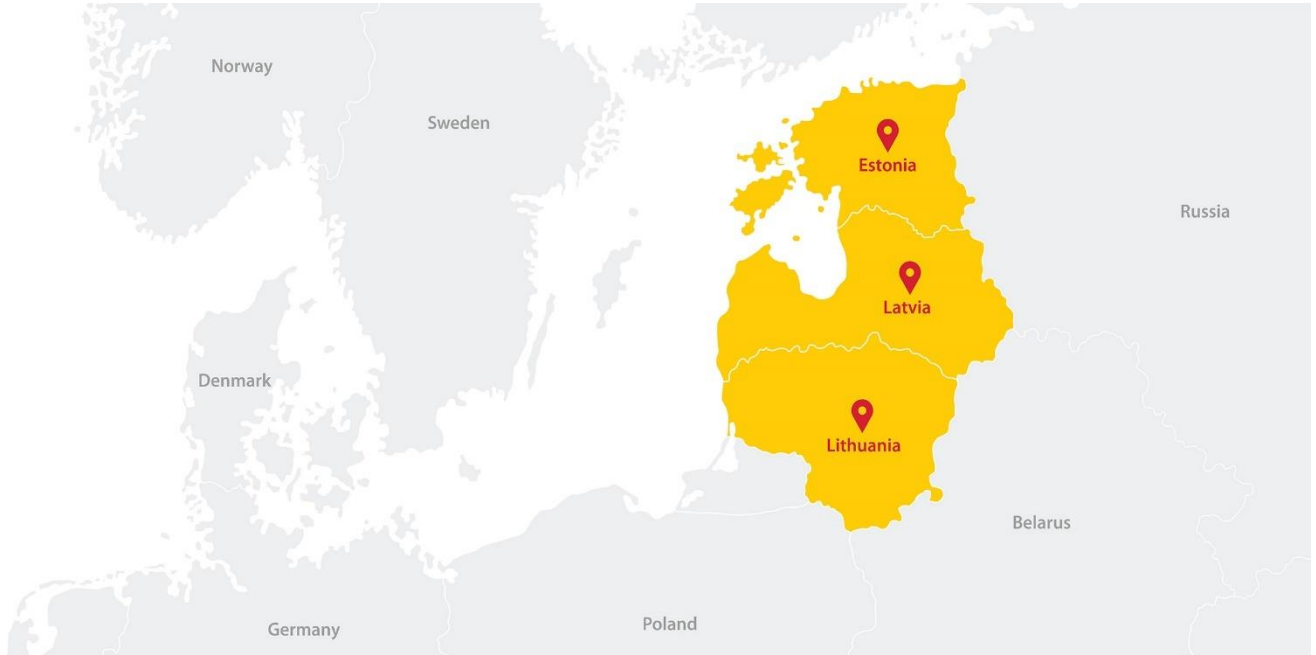 Norway
Sweden
Estonia
Russia
Latvia
Denmark
Lithuania
Belarus
Poland
Germany